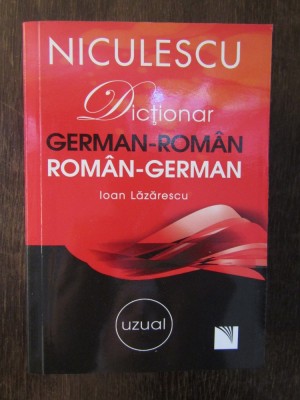 NICULESCU
Dicționar
GERMAN-ROMÂN
ROMÂN-GERMAN
Ioan Lăzărescu
uzual